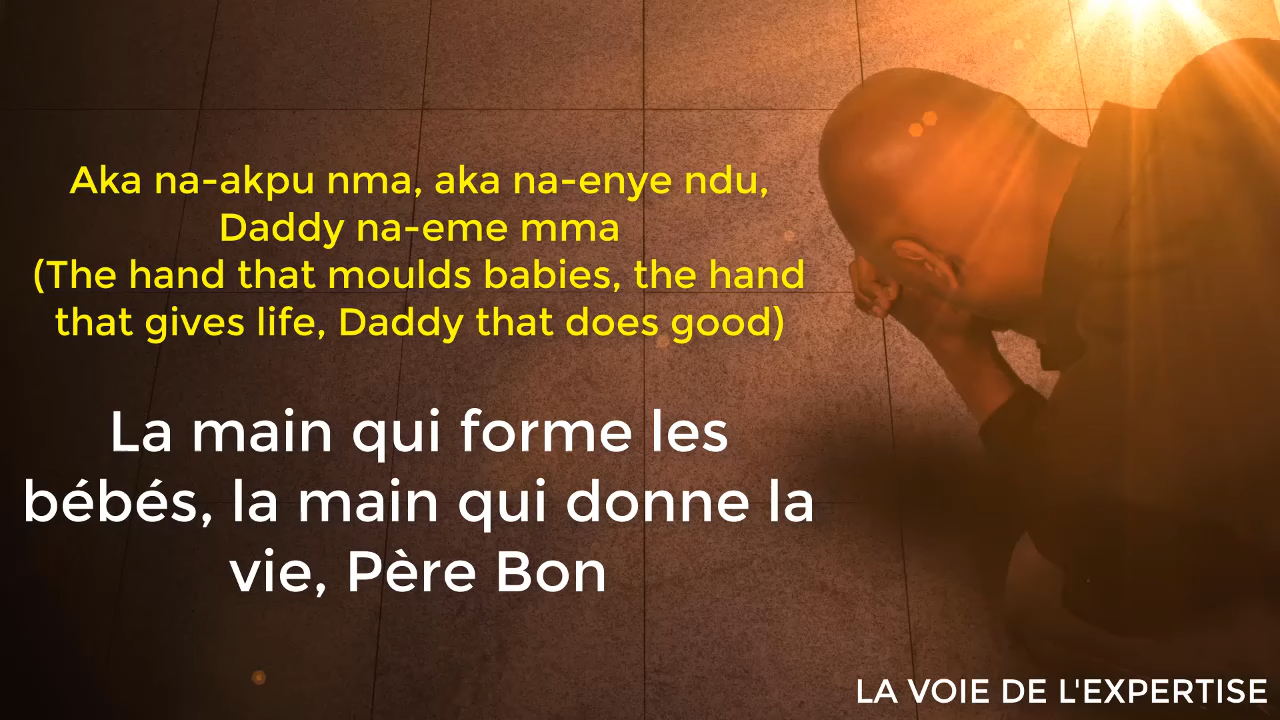 Aka na-akpu nma, aka na-enye ndu,
Daddy na-eme mma
(The hand that moulds babies, the hand
that gives life, Daddy that does good)
La main qui forme les
bébés, la main qui donne la
vie, Père Bon
LA VOIE DE L'EXPERTISE